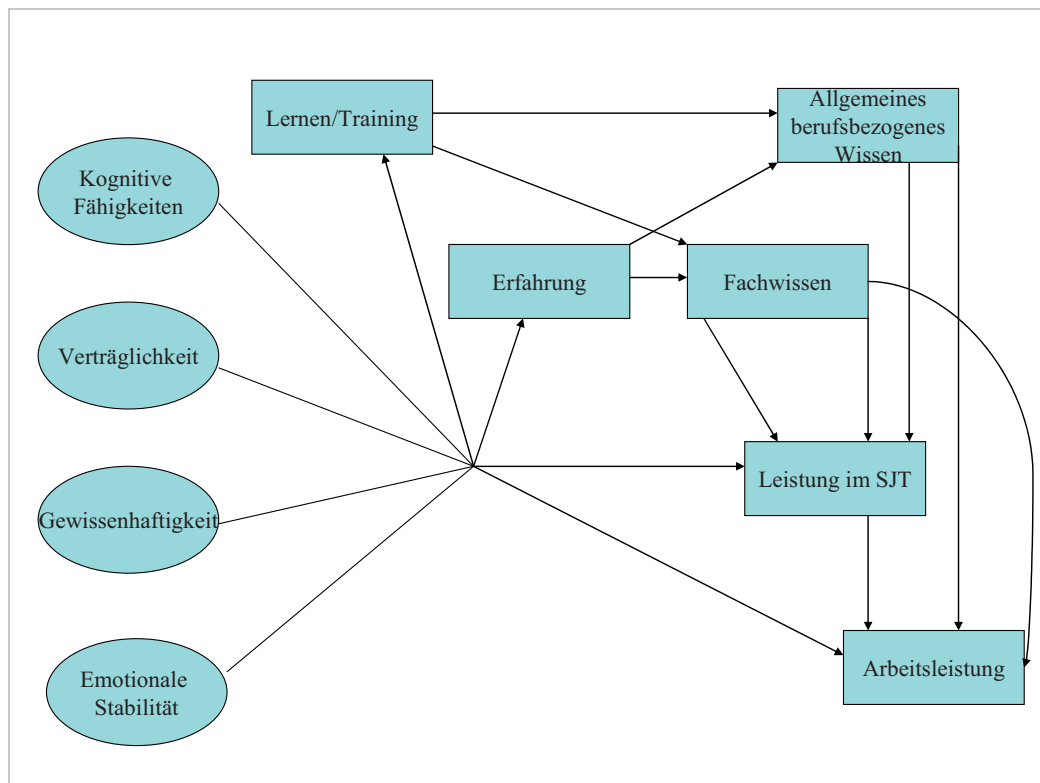 Lernen/Training
Allgemeines
berufsbezogenes
Wissen
Kognitive
Fähigkeiten
Erfahrung
Fachwissen
Verträglichkeit
Leistung im SJT
Gewissenhaftigkeit
Emotionale
Stabilität
Arbeitsleistung